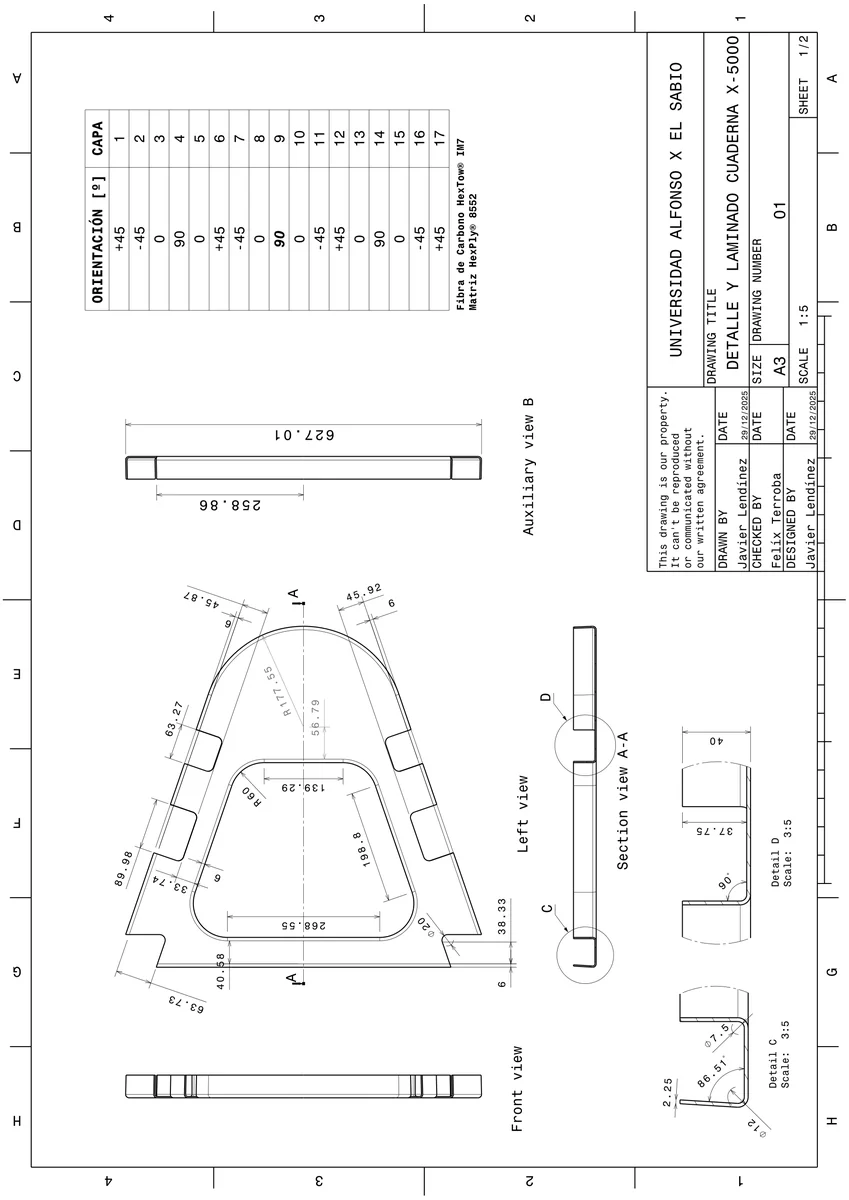 ORIENTACIÓN [º] CAPA
+45 1
-45 2
0 3
90 4
0 5
+45 6
-45 7
0 8
90 9
0 10
-45 11
+45 12
0 13
90 14
0 15
-45 16
+45 17
Fibra de Carbono HexTow® IM7
Matriz HexPly® 8552
627.01
258.86
Auxiliary view B
45.87
6
A
45.92
6
63.27
R177.55
56.79
R60
139.29
198.8
89.98
33.74
6
268.55
⌀20
38.33
40.58
6
A
63.73
Left view
Front view
D
C
Section view A-A
40
37.75
90°
Detail D
Scale: 3:5
2.25
86.51°
⌀7.5
⌀12
Detail C
Scale: 3:5
This drawing is our property.
It can't be reproduced
or communicated without
our written agreement.
DRAWN BY DATE
Javier Lendínez 29/12/2025
CHECKED BY DATE
Felix Terroba
DESIGNED BY DATE
Javier Lendínez 29/12/2025
UNIVERSIDAD ALFONSO X EL SABIO
DRAWING TITLE
DETALLE Y LAMINADO CUADERNA X-5000
SIZE DRAWING NUMBER
A3 01
SCALE 1:5 SHEET 1/2
4 3 2 1
A B C D E F G H
4 3 2 1
A B C D E F G H